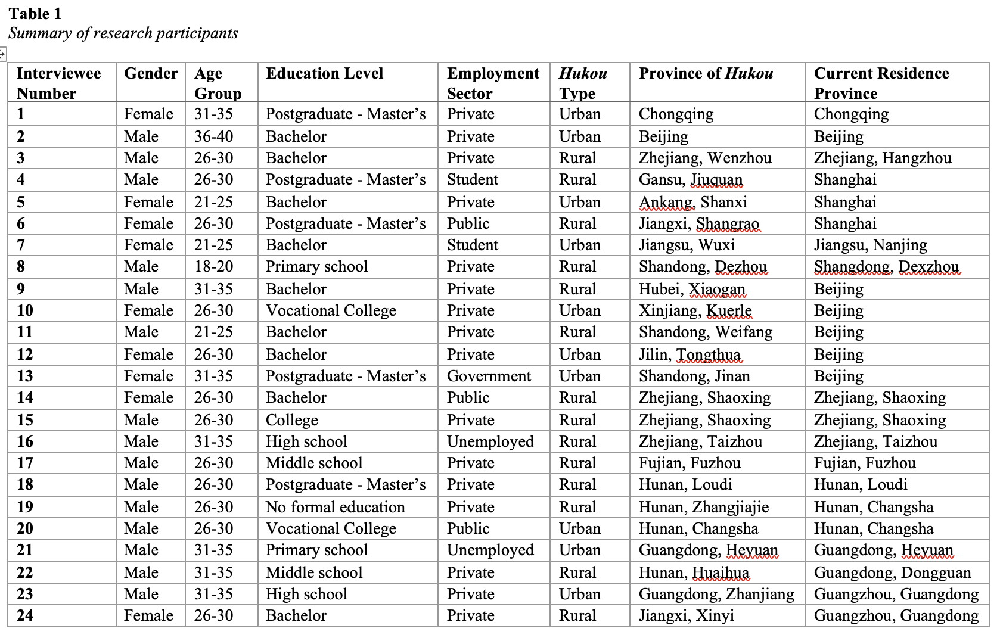 Table 1
Summary of research participants
Interviewee Number Gender Age Group Education Level Employment Sector Hukou Type Province of Hukou Current Residence Province
1 Female 31-35 Postgraduate - Master’s Private Urban Chongqing Chongqing
2 Male 36-40 Bachelor Private Urban Beijing Beijing
3 Male 26-30 Bachelor Private Rural Zhejiang, Wenzhou Zhejiang, Hangzhou
4 Male 26-30 Postgraduate - Master’s Student Rural Gansu, Jiuquan Shanghai
5 Female 21-25 Bachelor Private Urban Ankang, Shanxi Shanghai
6 Female 26-30 Postgraduate - Master’s Public Rural Jiangxi, Shangrao Shanghai
7 Female 21-25 Bachelor Student Urban Jiangsu, Wuxi Jiangsu, Nanjing
8 Male 18-20 Primary school Private Rural Shandong, Dezhou Shangdong, Dexzhou
9 Male 31-35 Bachelor Private Rural Hubei, Xiaogan Beijing
10 Female 26-30 Vocational College Private Urban Xinjiang, Kuerle Beijing
11 Male 21-25 Bachelor Private Rural Shandong, Weifang Beijing
12 Female 26-30 Bachelor Private Urban Jilin, Tongthua Beijing
13 Female 31-35 Postgraduate - Master’s Government Urban Shandong, Jinan Beijing
14 Female 26-30 Bachelor Public Rural Zhejiang, Shaoxing Zhejiang, Shaoxing
15 Male 26-30 College Private Rural Zhejiang, Shaoxing Zhejiang, Shaoxing
16 Male 31-35 High school Unemployed Rural Zhejiang, Taizhou Zhejiang, Taizhou
17 Male 26-30 Middle school Private Rural Fujian, Fuzhou Fujian, Fuzhou
18 Male 26-30 Postgraduate - Master’s Private Rural Hunan, Loudi Hunan, Loudi
19 Male 26-30 No formal education Private Rural Hunan, Zhangjiajie Hunan, Changsha
20 Male 26-30 Vocational College Public Urban Hunan, Changsha Hunan, Changsha
21 Male 31-35 Primary school Unemployed Urban Guangdong, Heyuan Guangdong, Heyuan
22 Male 31-35 Middle school Private Rural Hunan, Huaihua Guangdong, Dongguan
23 Male 31-35 High school Private Urban Guangdong, Zhanjiang Guangzhou, Guangdong
24 Female 26-30 Bachelor Private Rural Jiangxi, Xinyi Guangzhou, Guangdong